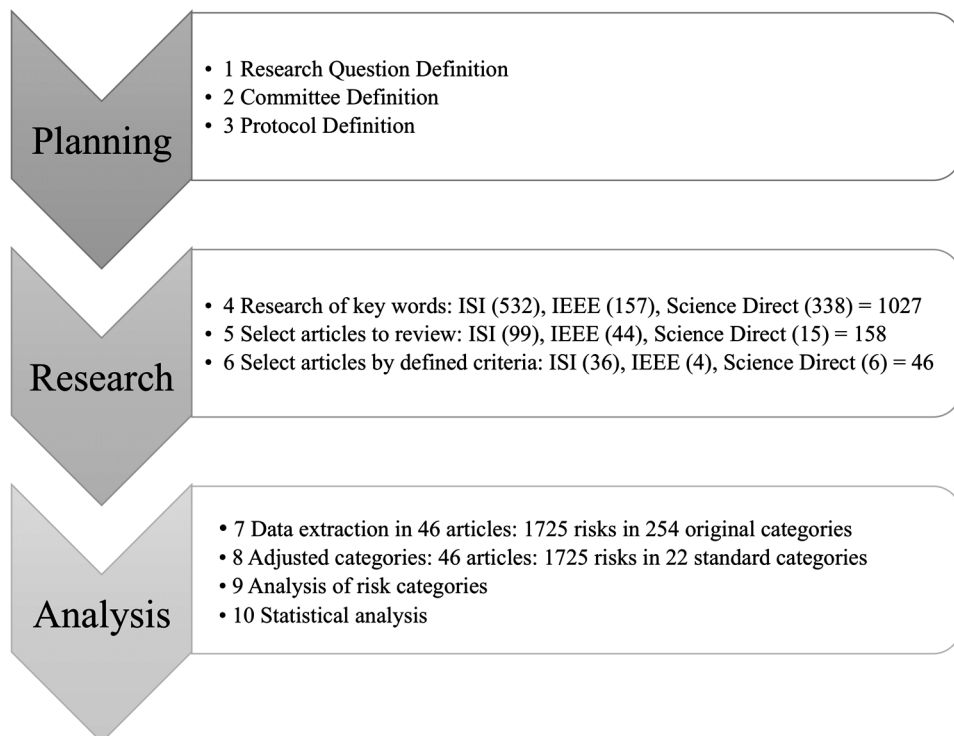 Planning
• 1 Research Question Definition
• 2 Committee Definition
• 3 Protocol Definition
Research
• 4 Research of key words: ISI (532), IEEE (157), Science Direct (338) = 1027
• 5 Select articles to review: ISI (99), IEEE (44), Science Direct (15) = 158
• 6 Select articles by defined criteria: ISI (36), IEEE (4), Science Direct (6) = 46
Analysis
• 7 Data extraction in 46 articles: 1725 risks in 254 original categories
• 8 Adjusted categories: 46 articles: 1725 risks in 22 standard categories
• 9 Analysis of risk categories
• 10 Statistical analysis